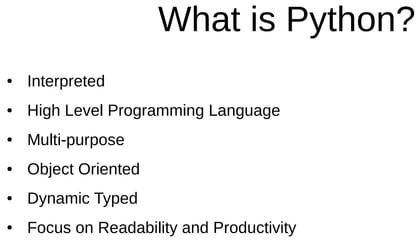 What is Python?
• Interpreted
• High Level Programming Language
• Multi-purpose
• Object Oriented
• Dynamic Typed
• Focus on Readability and Productivity